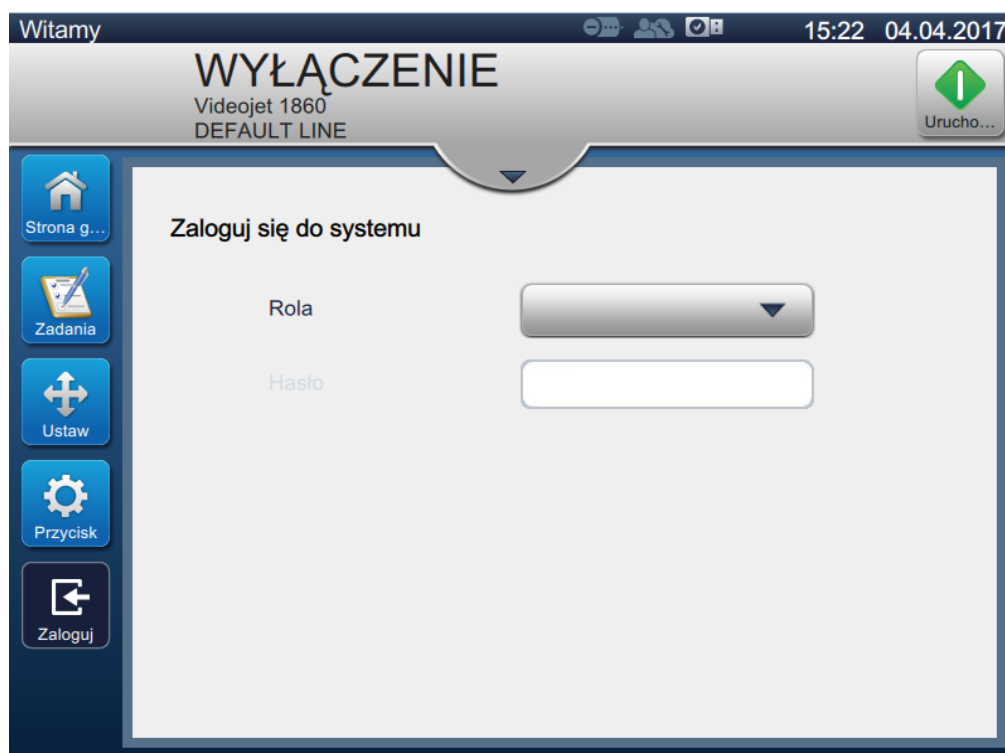 Witamy
15:22 04.04.2017
WYŁĄCZENIE
Videojet 1860
DEFAULT LINE
Urucho...
Strona g...
Zadania
Ustaw
Przycisk
Zaloguj
Zaloguj się do systemu
Rola
Hasło